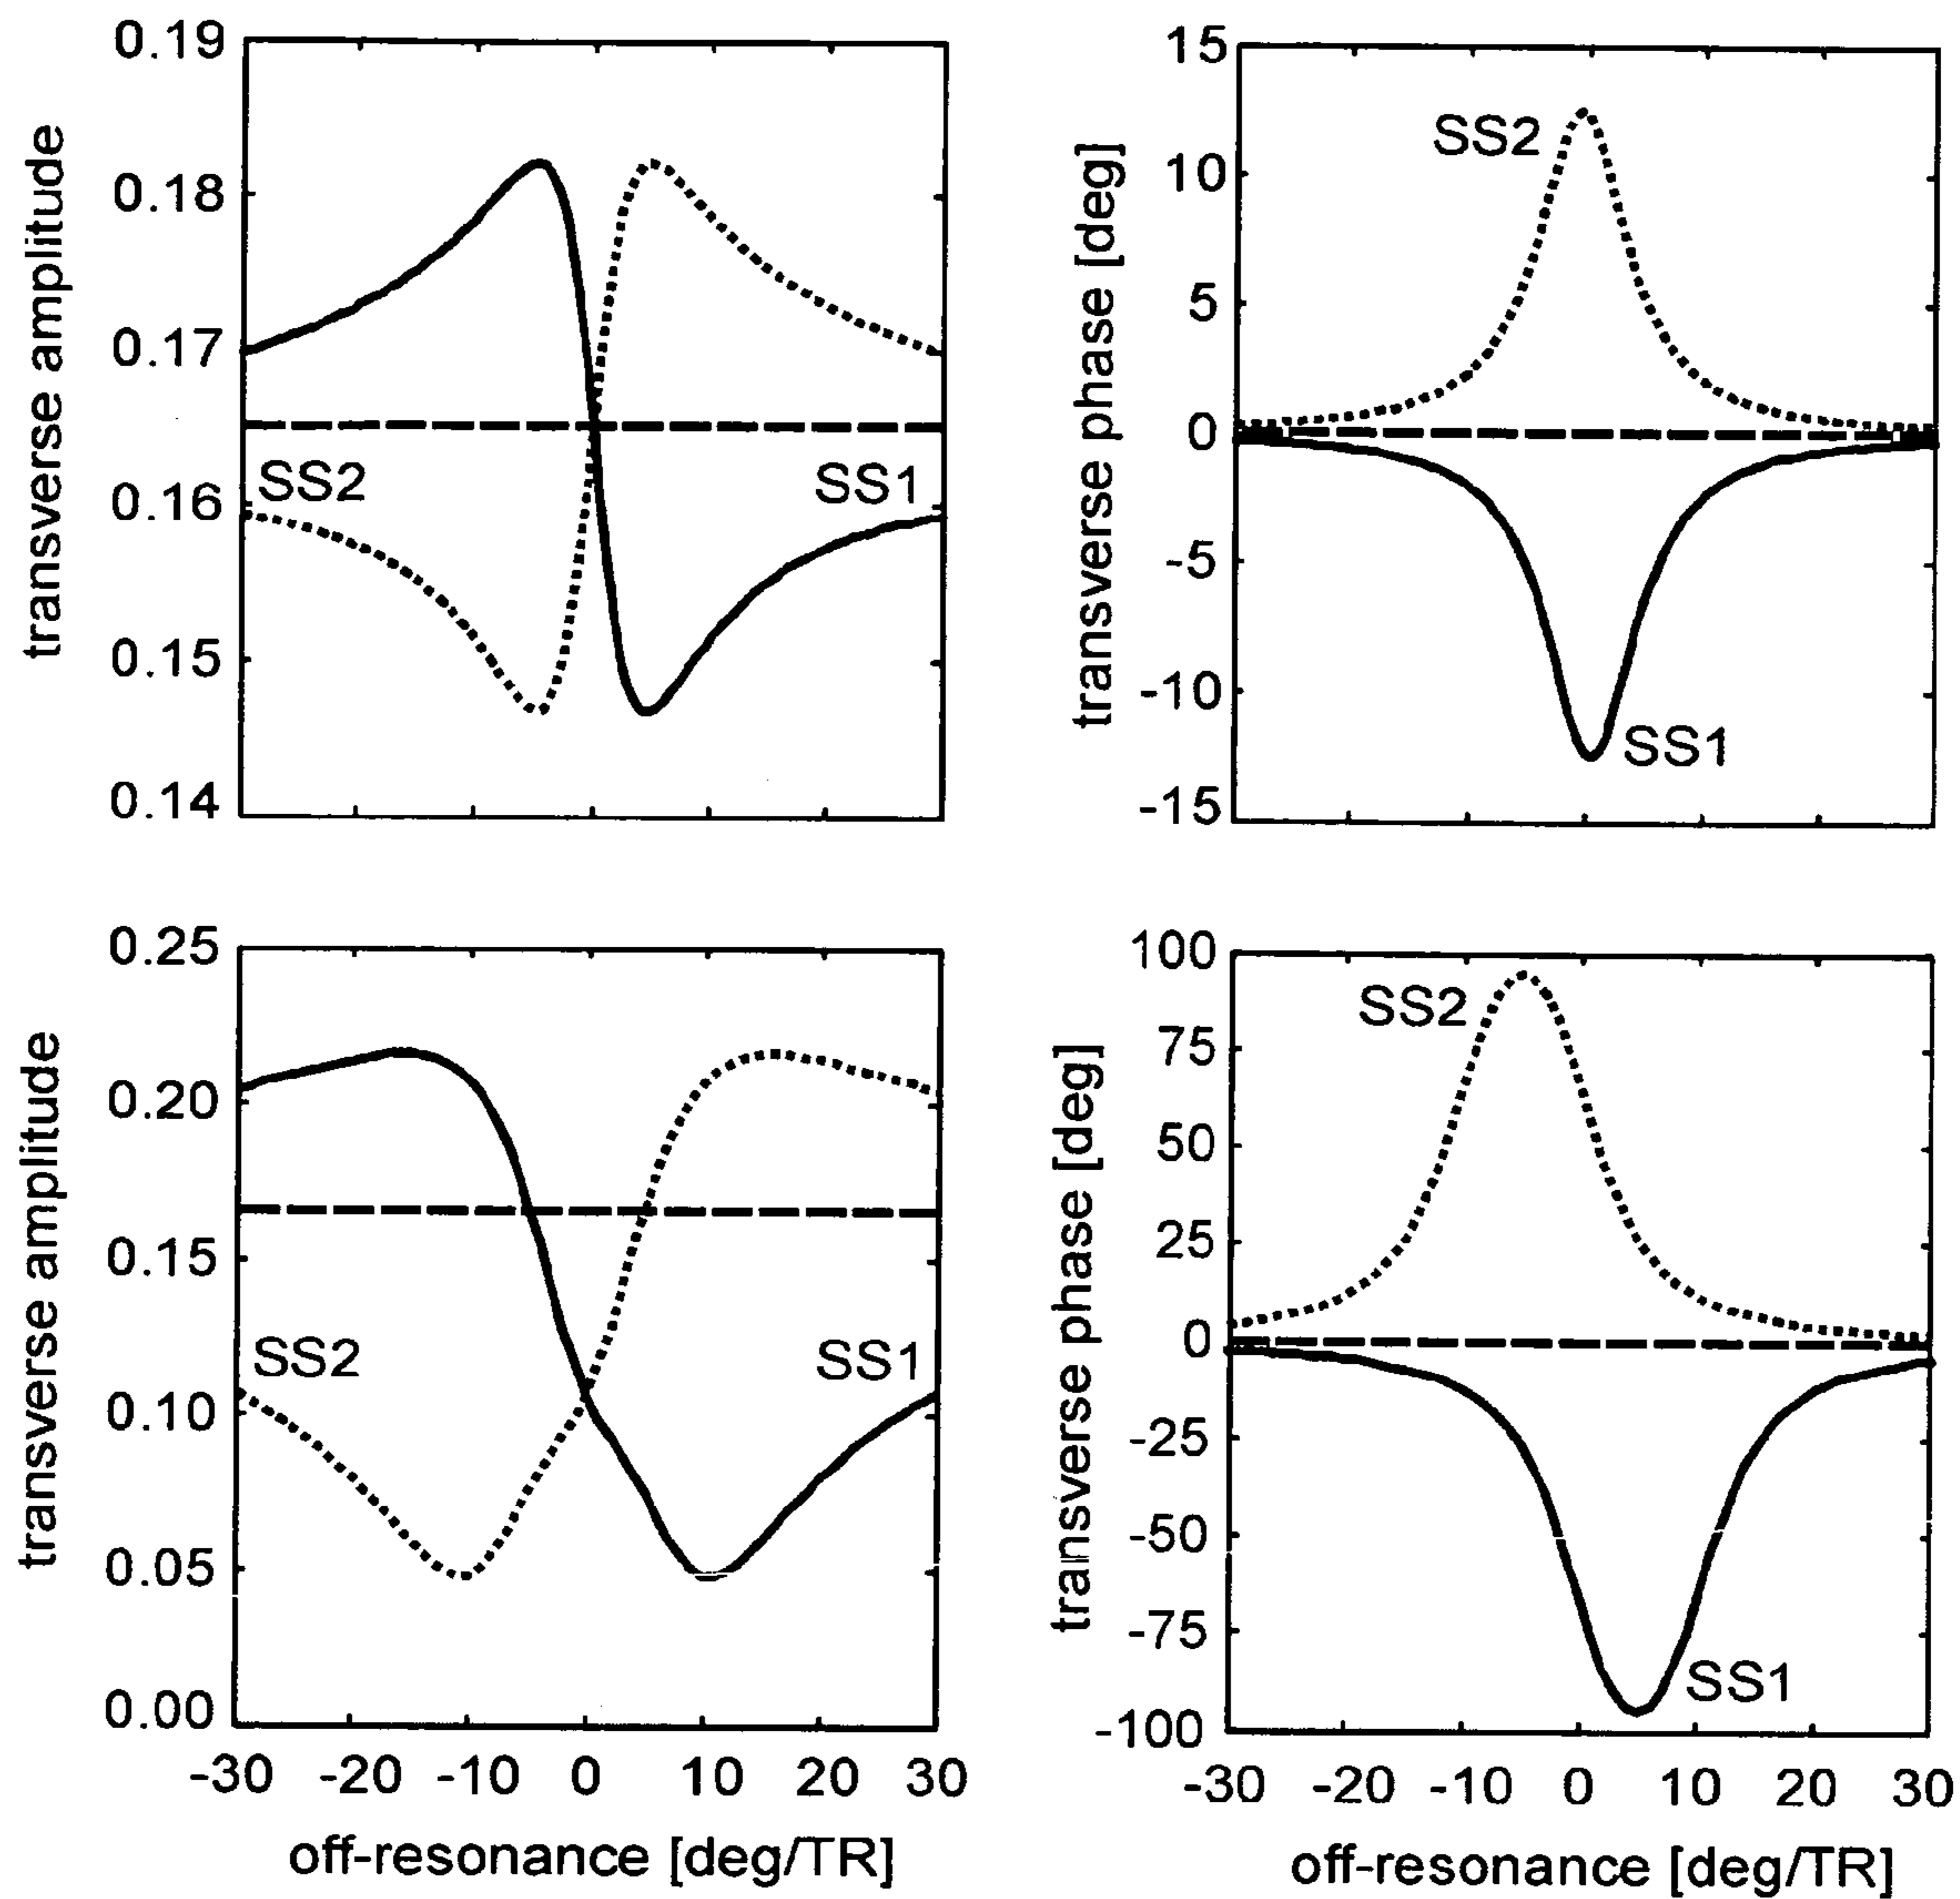 transverse amplitude
0.19
0.18
0.17
0.16
0.15
0.14
SS2
SS1
transverse phase [deg]
15
10
5
0
-5
-10
-15
SS2
SS1
transverse amplitude
0.25
0.20
0.15
0.10
0.05
0.00
SS2
SS1
-30 -20 -10 0 10 20 30
off-resonance [deg/TR]
transverse phase [deg]
100
75
50
25
0
-25
-50
-75
-100
SS2
SS1
-30 -20 -10 0 10 20 30
off-resonance [deg/TR]